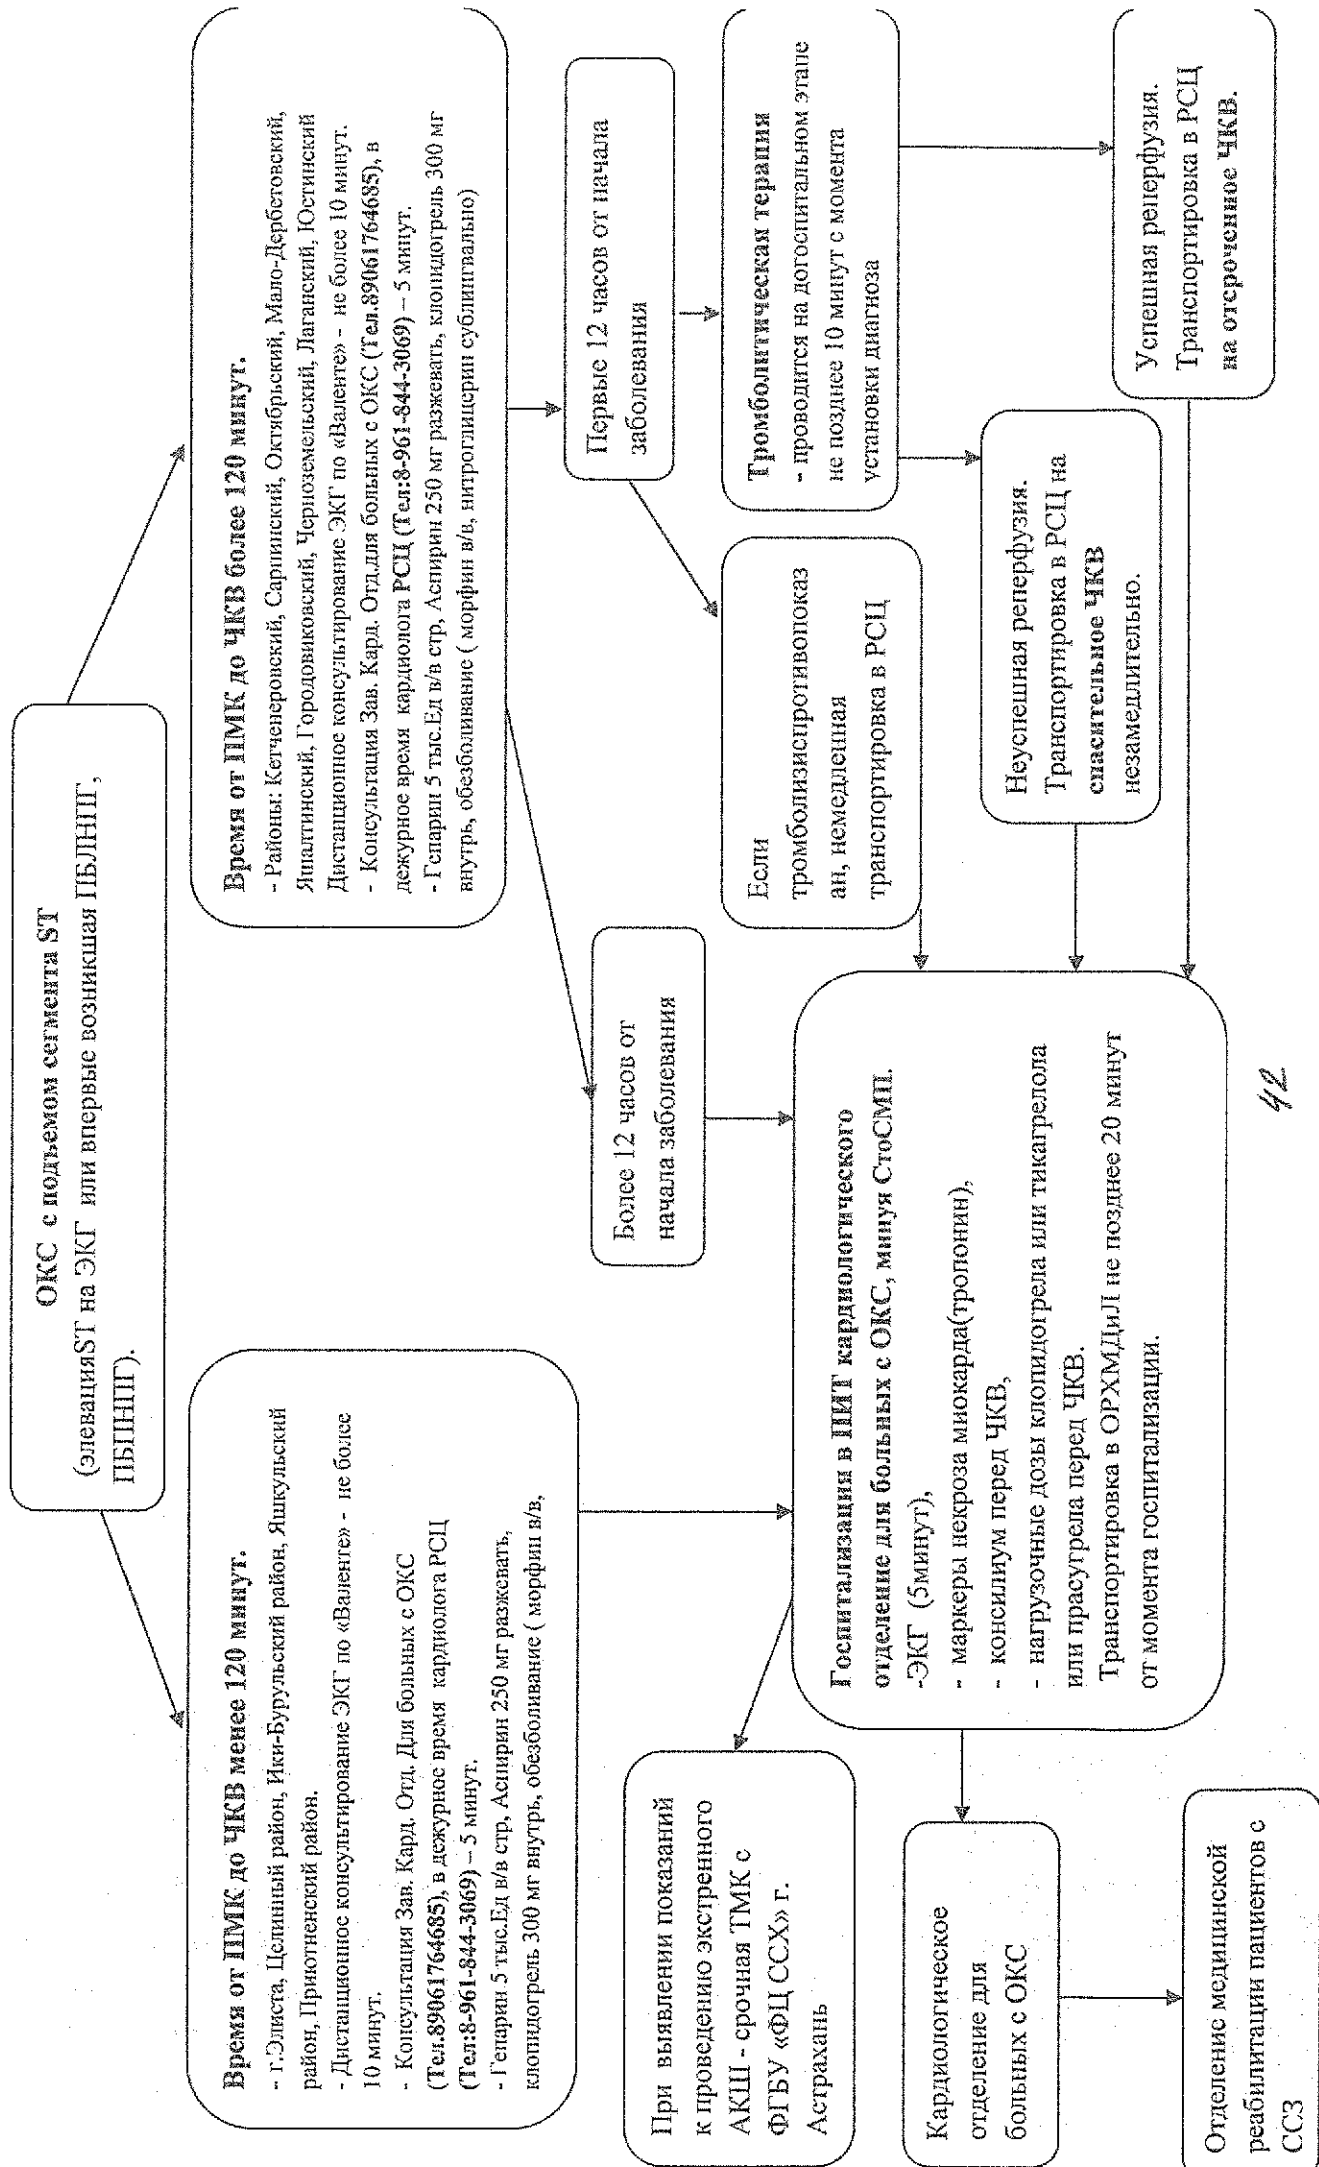 ОКС с подъемом сегмента ST
(элевацияST на ЭКГ или впервые возникшая ПБЛНПГ,
ПБПНПГ).
Время от ПМК до ЧКВ менее 120 минут.
- г.Элиста, Целинный район, Ики-Бурульский район, Яшкульский
район, Приютненский район.
- Дистанционное консультирование ЭКГ по «Валенте» - не более
10 минут.
- Консультация Зав. Кард. Отд. Для больных с ОКС
(Тел.89061764685), в дежурное время кардиолога РСЦ
(Тел:8-961-844-3069) – 5 минут.
- Гепарин 5 тыс.Ед в/в стр, Аспирин 250 мг разжевать,
клопидогрель 300 мг внутрь, обезболивание ( морфин в/в,
Время от ПМК до ЧКВ более 120 минут.
- Районы: Кетченеровский, Сарпинский, Октябрьский, Мало-Дербетовский,
Яшалтинский, Городовиковский, Черноземельский, Лаганский, Юстинский
Дистанционное консультирование ЭКГ по «Валенте» - не более 10 минут.
- Консультация Зав. Кард. Отд.для больных с ОКС (Тел.89061764685), в
дежурное время кардиолога РСЦ (Тел:8-961-844-3069) – 5 минут.
- Гепарин 5 тыс.Ед в/в стр, Аспирин 250 мг разжевать, клопидогрель 300 мг
внутрь, обезболивание ( морфин в/в, нитроглицерин сублингвально)
Более 12 часов от
начала заболевания
Первые 12 часов от начала
заболевания
Если
тромболизиспротивопоказ
ан, немедленная
транспортировка в РСЦ
Тромболитическая терапия
- проводится на догоспитальном этапе
не позднее 10 минут с момента
установки диагноза
Неуспешная реперфузия.
Транспортировка в РСЦ на
спасительное ЧКВ
незамедлительно.
Успешная реперфузия.
Транспортировка в РСЦ
на отсроченное ЧКВ.
Госпитализация в ПИТ кардиологического
отделение для больных с ОКС, минуя СтоСМП.
-ЭКГ (5минут),
- маркеры некроза миокарда(тропонин),
- консилиум перед ЧКВ,
- нагрузочные дозы клопидогрела или тикагрелола
или прасугрела перед ЧКВ.
Транспортировка в ОРХМДиЛ не позднее 20 минут
от момента госпитализации.
При выявлении показаний
к проведению экстренного
АКШ - срочная ТМК с
ФГБУ «ФЦ ССХ» г.
Астрахань
Кардиологическое
отделение для
больных с ОКС
Отделение медицинской
реабилитации пациентов с
ССЗ
42